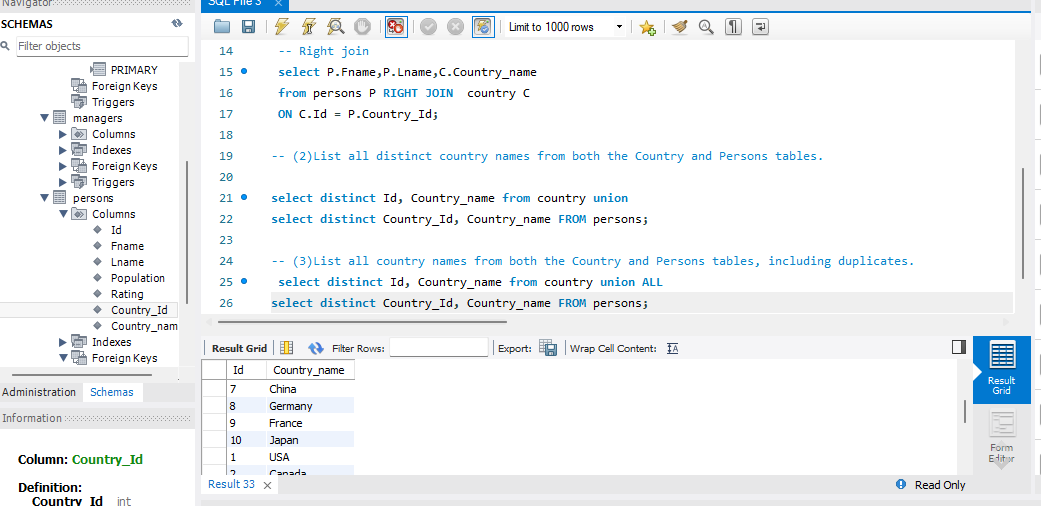 Navigator
SQL File 3 ×
SCHEMAS
Filter objects
PRIMARY
Foreign Keys
Triggers
managers
Columns
Indexes
Foreign Keys
Triggers
persons
Columns
Id
Fname
Lname
Population
Rating
Country_Id
Country_nam
Indexes
Foreign Keys
Administration Schemas
Information
Column: Country_Id
Definition:
Country_Id int
Limit to 1000 rows
14 -- Right join
15 select P.Fname,P.Lname,C.Country_name
16 from persons P RIGHT JOIN  country C
17 ON C.Id = P.Country_Id;
18
19 -- (2)List all distinct country names from both the Country and Persons tables.
20
21 select distinct Id, Country_name from country union
22 select distinct Country_Id, Country_name FROM persons;
23
24 -- (3)List all country names from both the Country and Persons tables, including duplicates.
25 select distinct Id, Country_name from country union ALL
26 select distinct Country_Id, Country_name FROM persons;
Result Grid Filter Rows: Export: Wrap Cell Content:
Id Country_name
7 China
8 Germany
9 France
10 Japan
1 USA
2 Canada
Result 33 ×
Result
Grid
Form
Editor
Read Only